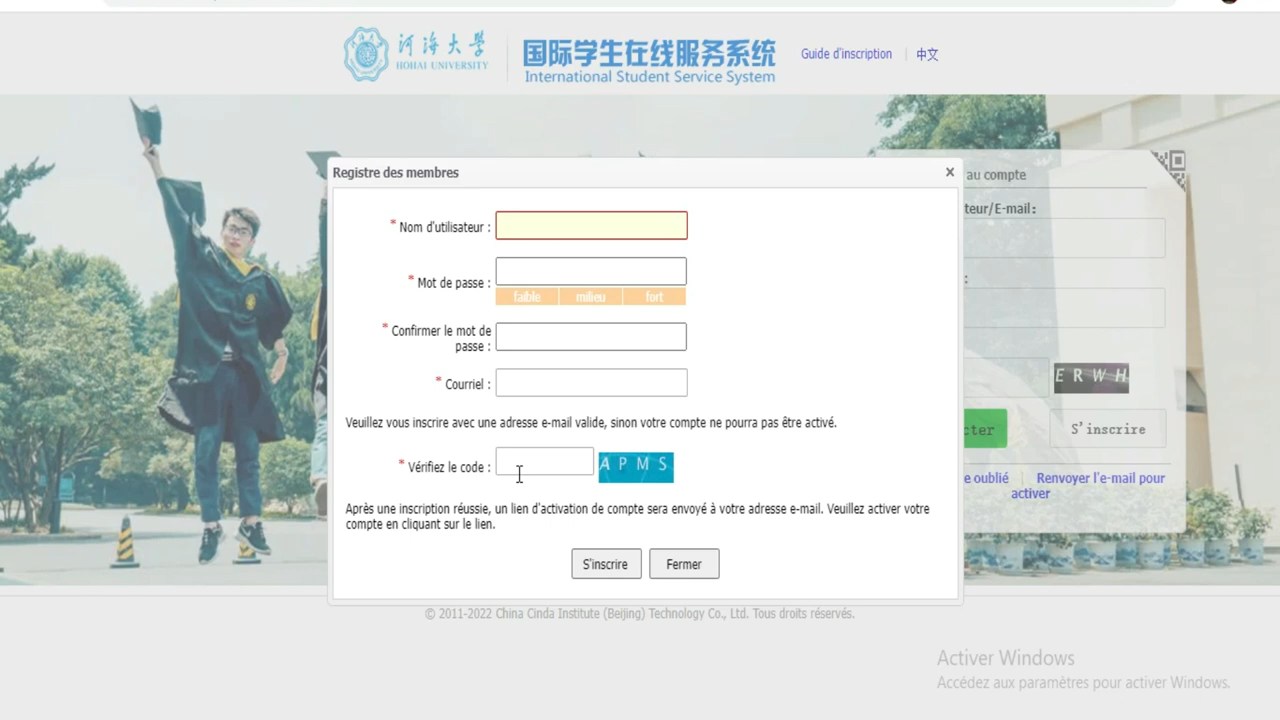 河海大学
HOHAI UNIVERSITY
国际学生在线服务系统
International Student Service System
Guide d'inscription
中文
Registre des membres
x
au compte
teur/E-mail:
* Nom d'utilisateur :
* Mot de passe :
:
faible milieu fort
* Confirmer le mot de
passe :
* Courriel :
E R W H
Veuillez vous inscrire avec une adresse e-mail valide, sinon votre compte ne pourra pas être activé.
cter
S'inscrire
* Vérifiez le code :
A P M S
e oublié
Renvoyer l'e-mail pour
activer
Après une inscription réussie, un lien d'activation de compte sera envoyé à votre adresse e-mail. Veuillez activer votre
compte en cliquant sur le lien.
S'inscrire
Fermer
© 2011-2022 China Cinda Institute (Beijing) Technology Co., Ltd. Tous droits réservés.
Activer Windows
Accédez aux paramètres pour activer Windows.